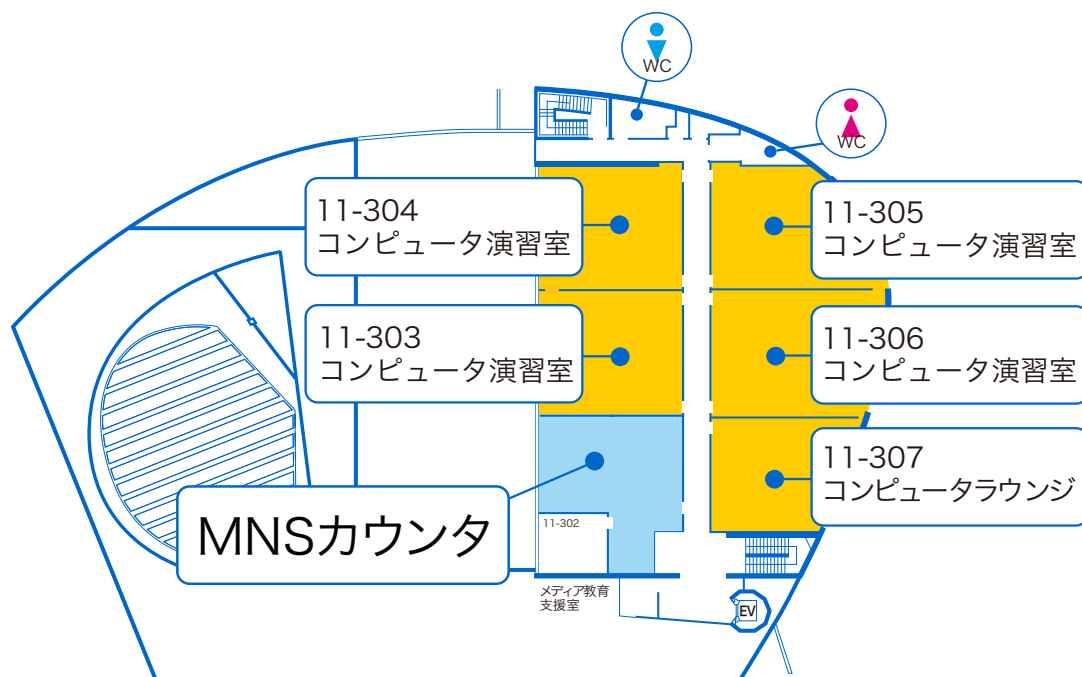 WC
WC
11-304
コンピュータ演習室
11-305
コンピュータ演習室
11-303
コンピュータ演習室
11-306
コンピュータ演習室
11-307
コンピュータラウンジ
MNSカウンタ
11-302
メディア教育
支援室
EV